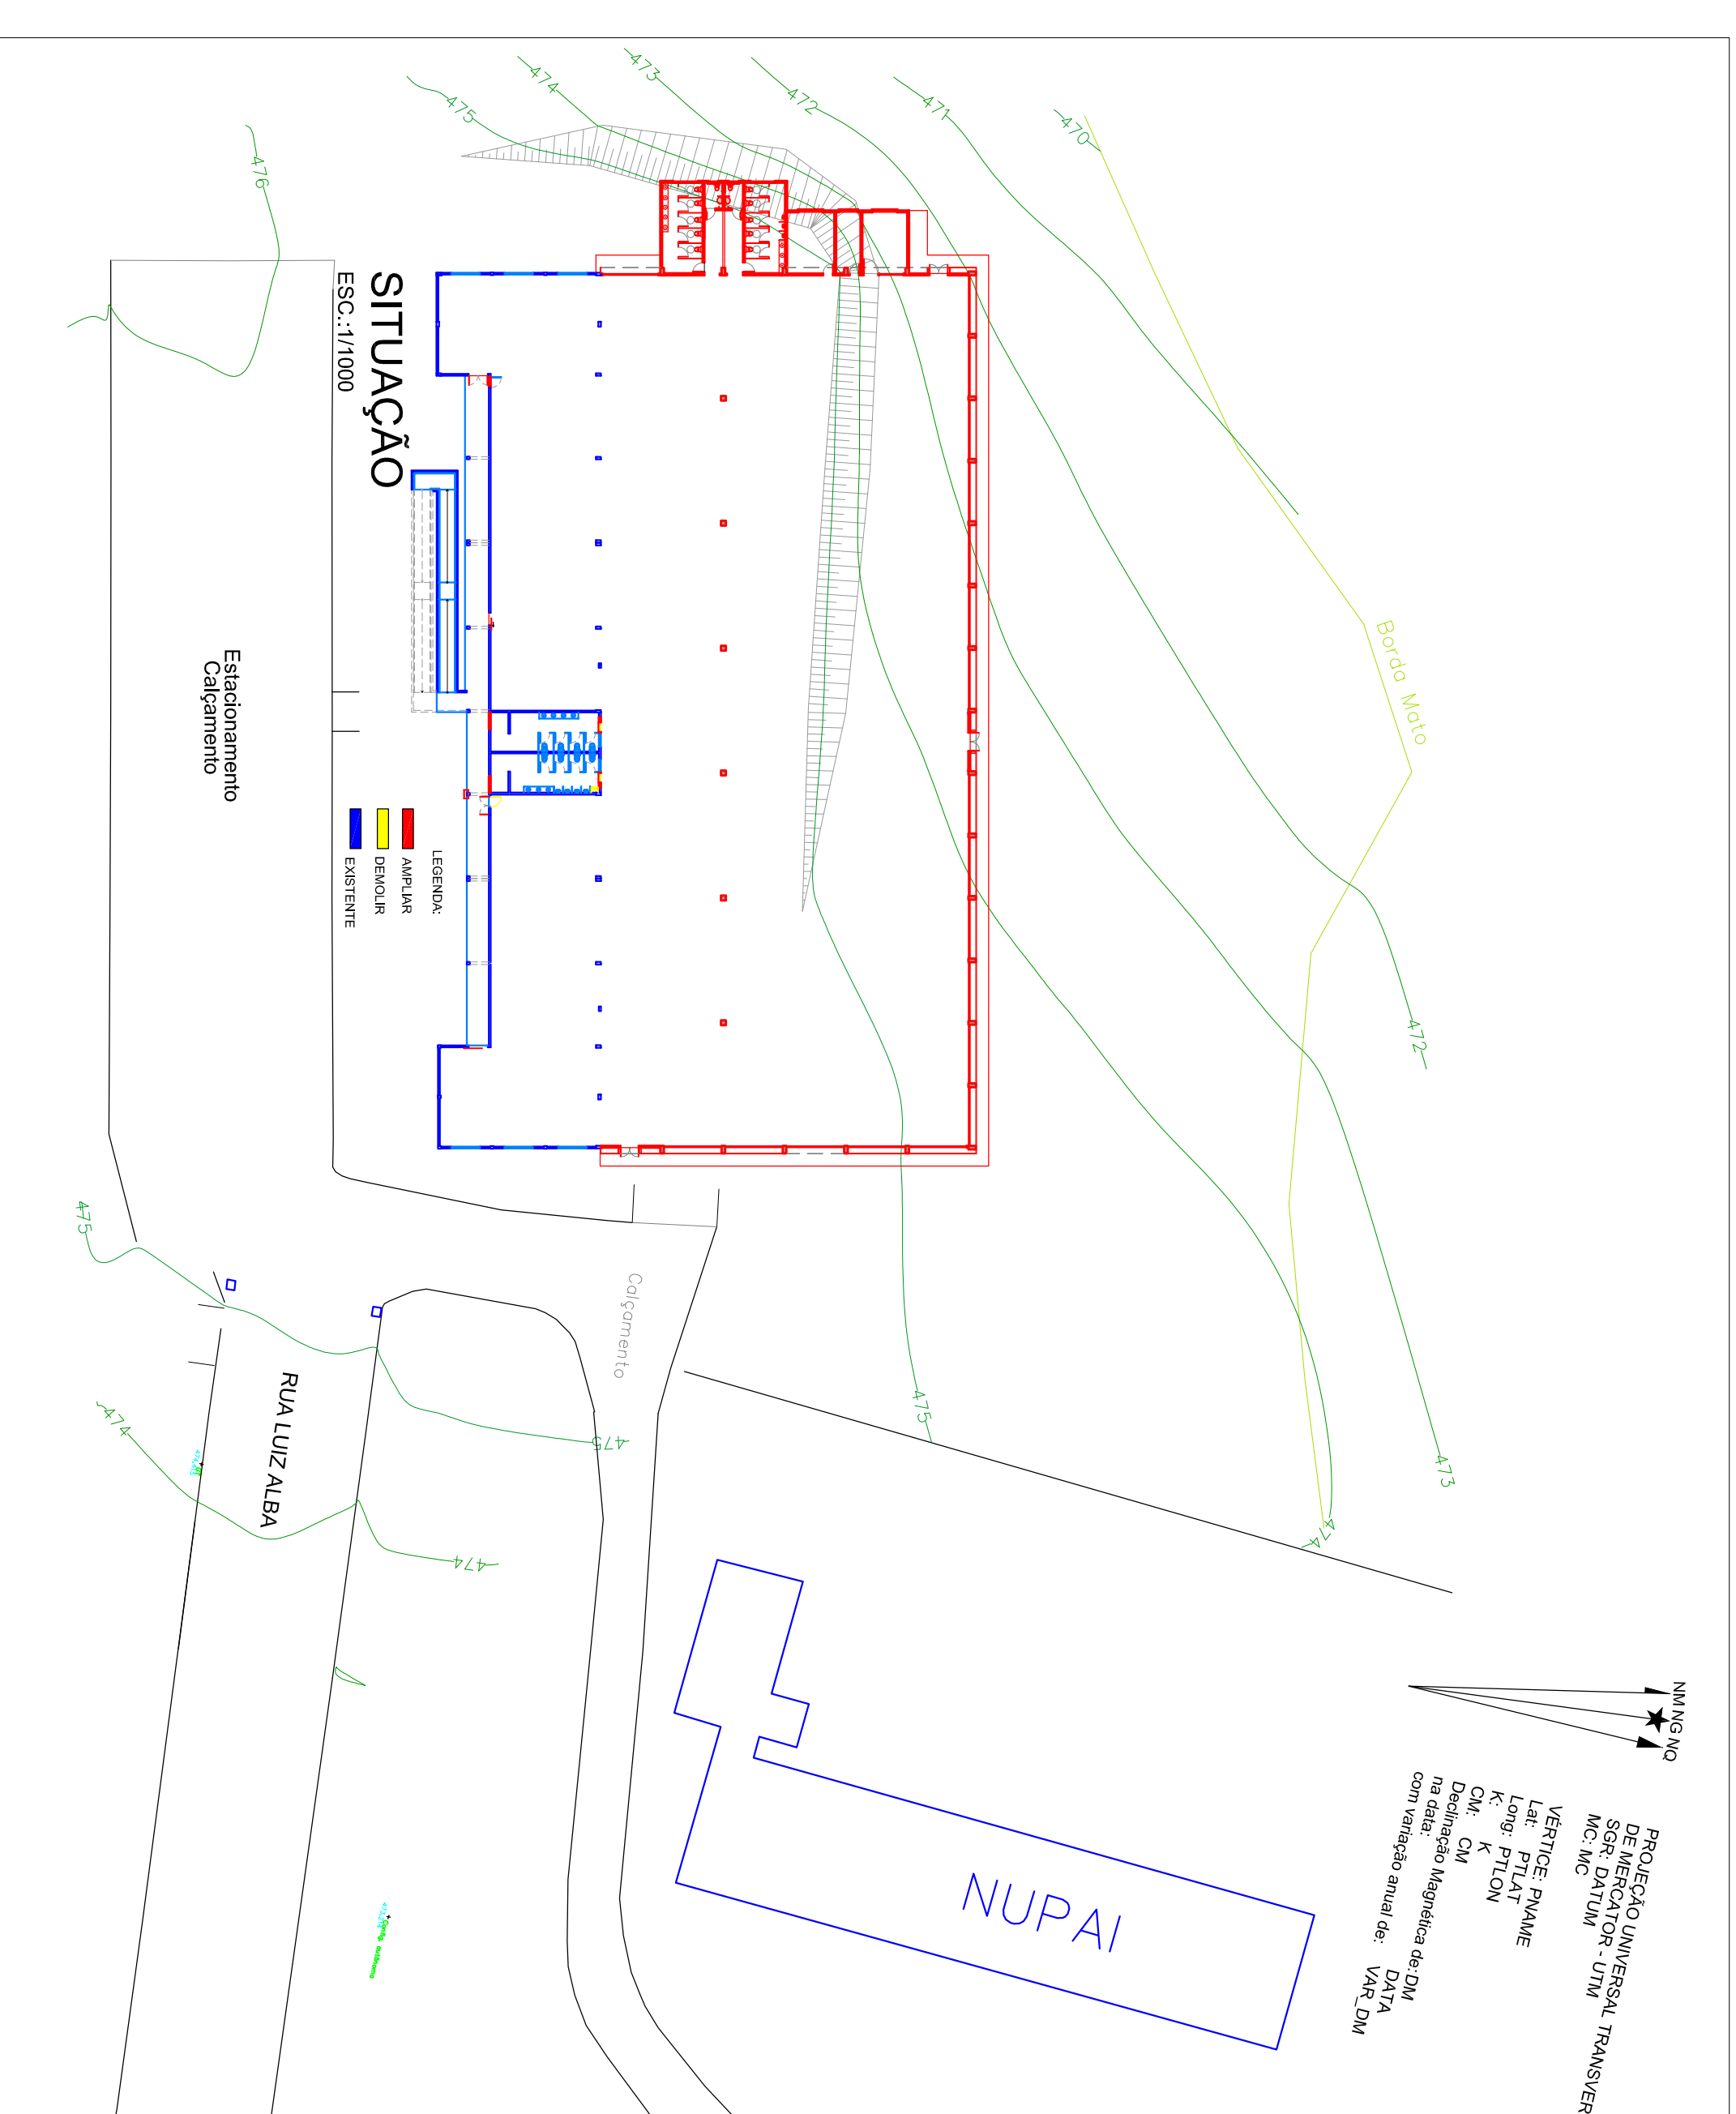 SITUAÇÃO
ESC.:1/1000
Estacionamento
Calçamento
LEGENDA:
AMPLIAR
DEMOLIR
EXISTENTE
476
475
474
473
472
471
470
Borda Mato
472
473
474
475
475
475
474
474
Calçamento
RUA LUIZ ALBA
NUPAI
NM NG NQ
PROJEÇÃO UNIVERSAL TRANSVER
DE MERCATOR - UTM
SGR: DATUM
MC: MC
VÉRTICE: PNAME
Lat: PTLAT
Long: PTLON
K: K
CM: CM
Declinação Magnética de: DM
na data: DATA
com variação anual de: VAR_DM